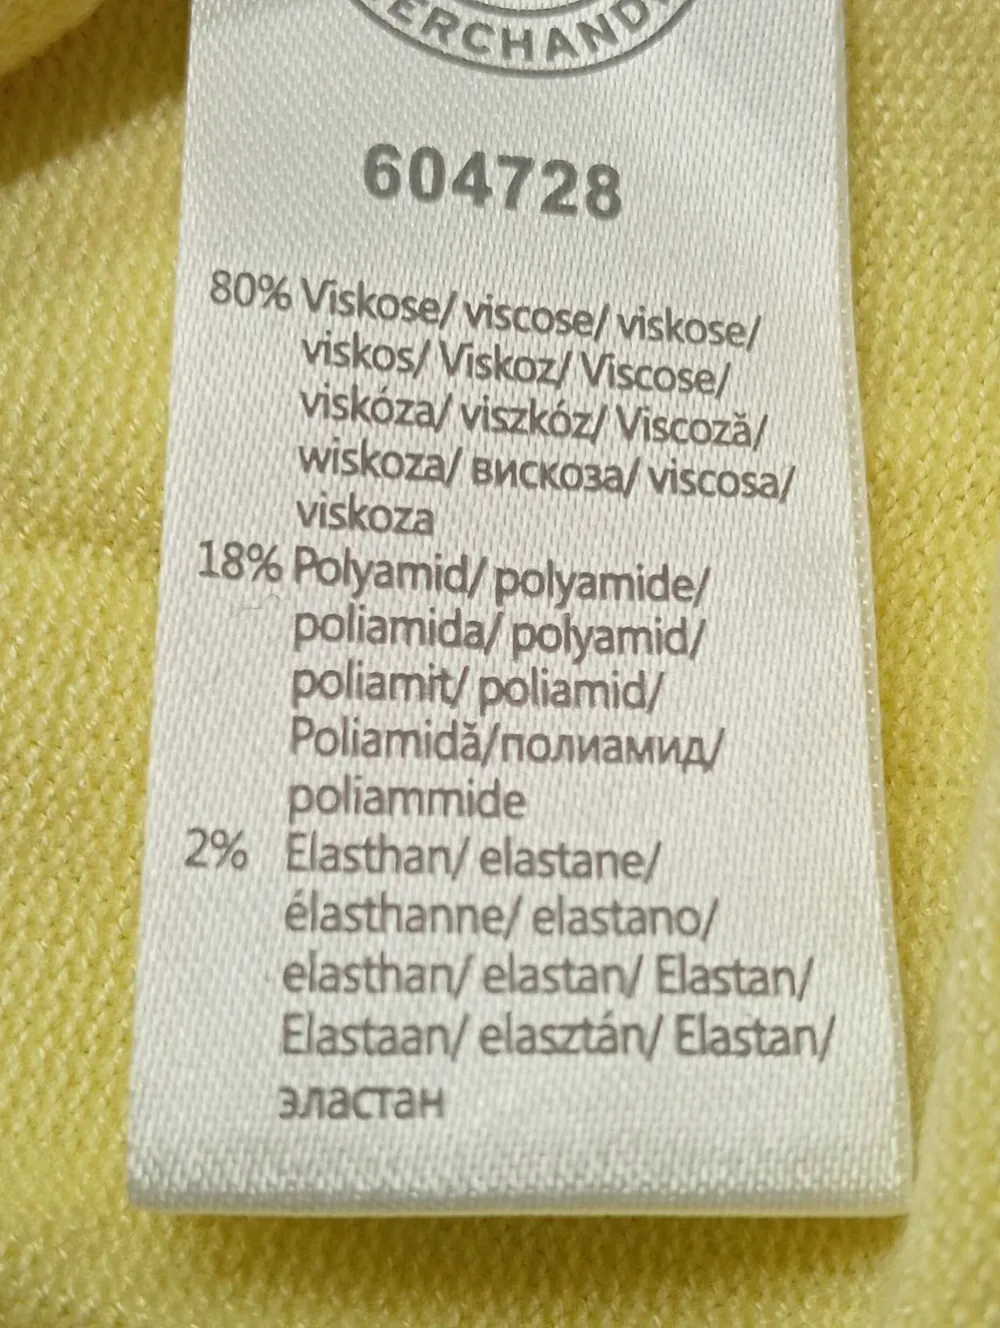 ERCHAND
604728
80% Viskose/ viscose/ viskose/
viskos/ Viskoz/ Viscose/
viskóza/ viszkóz/ Viscoză/
wiskoza/ вискоза/ viscosa/
viskoza
18% Polyamid/ polyamide/
poliamida/ polyamid/
poliamit/ poliamid/
Poliamidă/полиамид/
poliammide
2% Elasthan/ elastane/
élasthanne/ elastano/
elasthan/ elastan/ Elastan/
Elastaan/ elasztán/ Elastan/
эластан